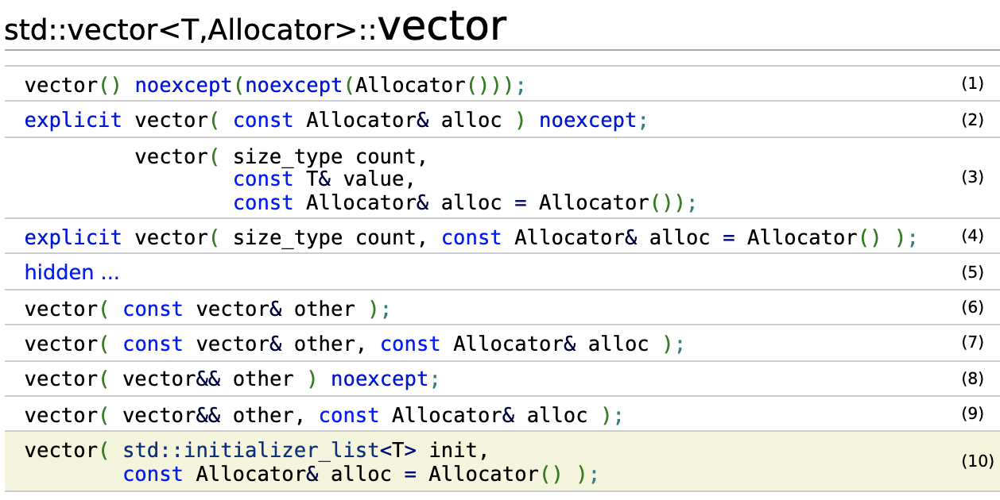 std::vector<T,Allocator>::vector
vector() noexcept(noexcept(Allocator())); (1)
explicit vector( const Allocator& alloc ) noexcept; (2)
vector( size_type count,
const T& value, (3)
const Allocator& alloc = Allocator());
explicit vector( size_type count, const Allocator& alloc = Allocator() ); (4)
hidden ... (5)
vector( const vector& other ); (6)
vector( const vector& other, const Allocator& alloc ); (7)
vector( vector&& other ) noexcept; (8)
vector( vector&& other, const Allocator& alloc ); (9)
vector( std::initializer_list<T> init, (10)
const Allocator& alloc = Allocator() );